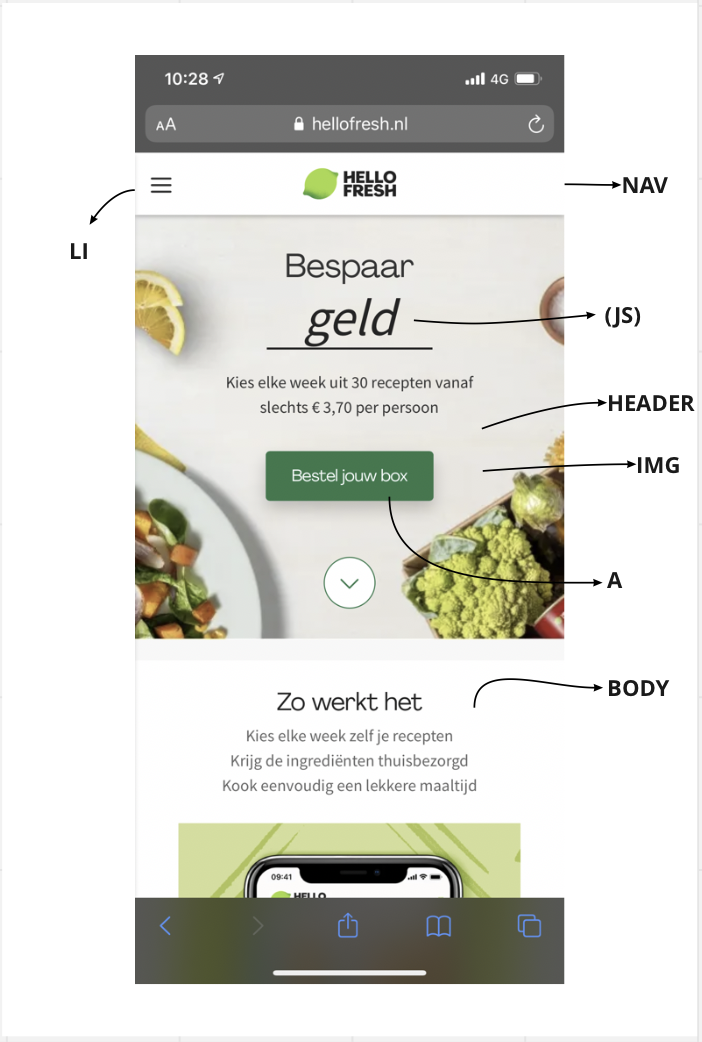 10:28
4G
AA hellofresh.nl
HELLO
FRESH
NAV
LI
Bespaar
geld
(JS)
Kies elke week uit 30 recepten vanaf
slechts € 3,70 per persoon
HEADER
IMG
Bestel jouw box
A
BODY
Zo werkt het
Kies elke week zelf je recepten
Krijg de ingrediënten thuisbezorgd
Kook eenvoudig een lekkere maaltijd
09:41
HELLO